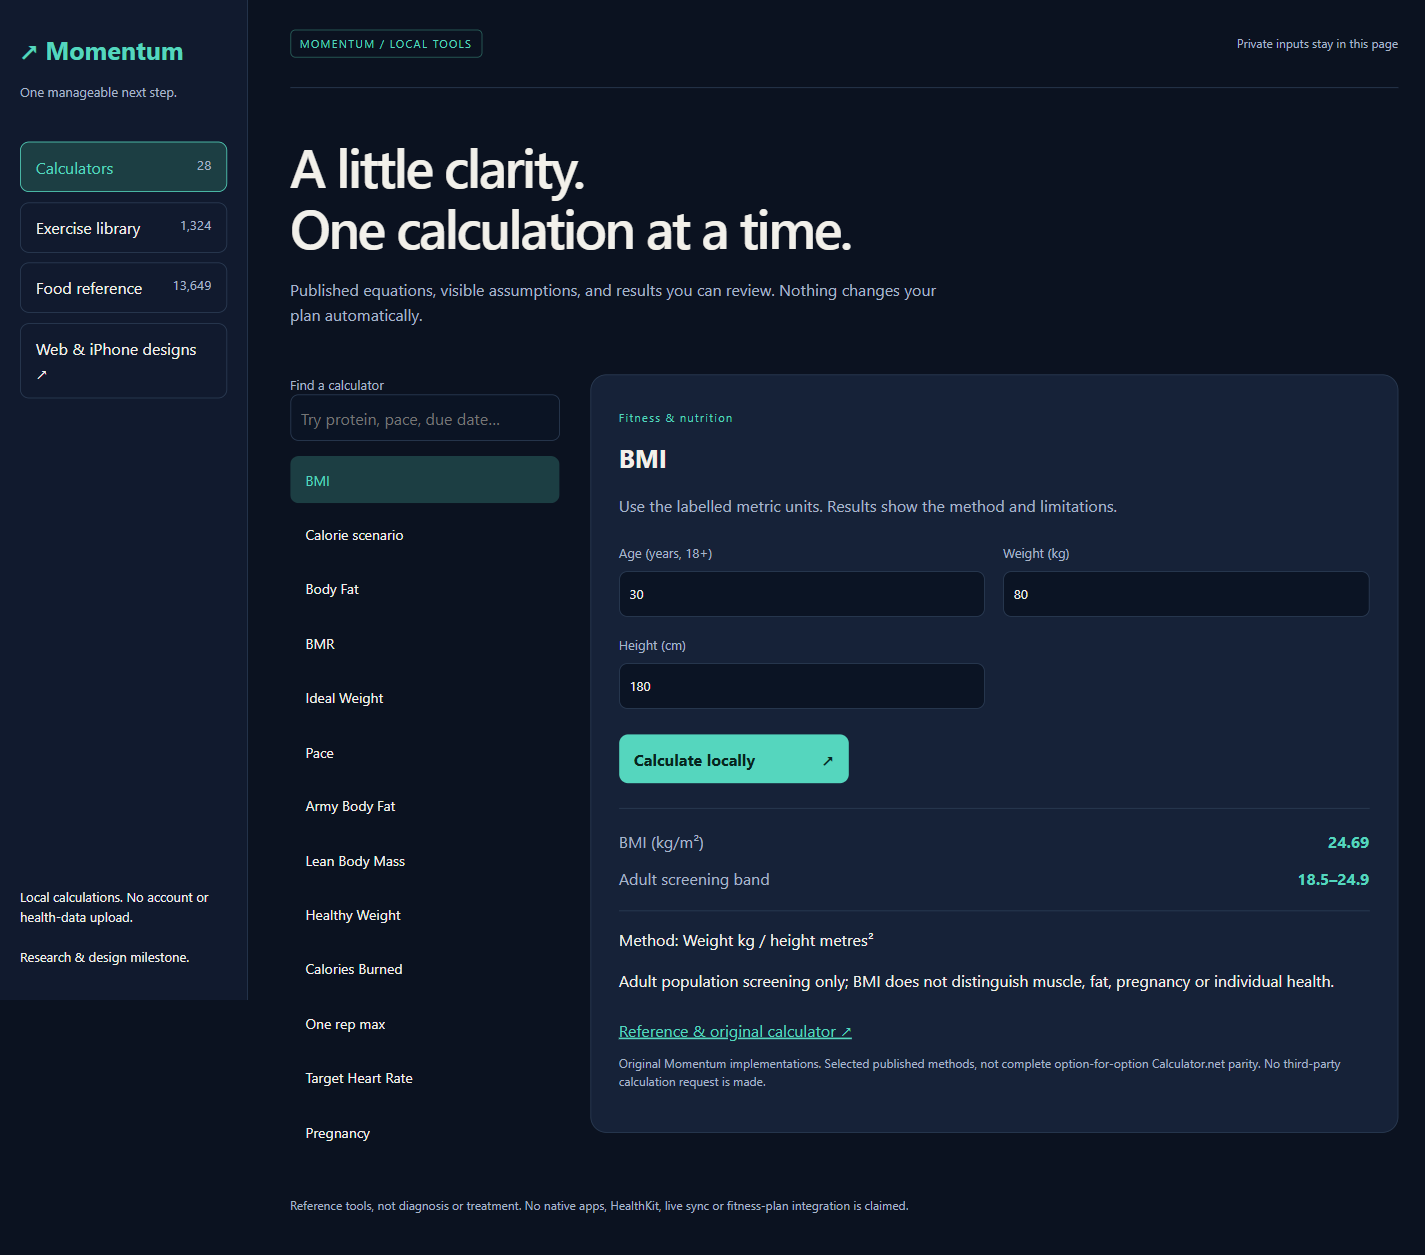 ↗ Momentum
One manageable next step.
Calculators 28
Exercise library 1,324
Food reference 13,649
Web & iPhone designs
↗
Local calculations. No account or
health-data upload.
Research & design milestone.
MOMENTUM / LOCAL TOOLS
Private inputs stay in this page
A little clarity.
One calculation at a time.
Published equations, visible assumptions, and results you can review. Nothing changes your
plan automatically.
Find a calculator
Try protein, pace, due date...
BMI
Calorie scenario
Body Fat
BMR
Ideal Weight
Pace
Army Body Fat
Lean Body Mass
Healthy Weight
Calories Burned
One rep max
Target Heart Rate
Pregnancy
Fitness & nutrition
BMI
Use the labelled metric units. Results show the method and limitations.
Age (years, 18+)
30
Weight (kg)
80
Height (cm)
180
Calculate locally ↗
BMI (kg/m²) 24.69
Adult screening band 18.5–24.9
Method: Weight kg / height metres²
Adult population screening only; BMI does not distinguish muscle, fat, pregnancy or individual health.
Reference & original calculator ↗
Original Momentum implementations. Selected published methods, not complete option-for-option Calculator.net parity. No third-party
calculation request is made.
Reference tools, not diagnosis or treatment. No native apps, HealthKit, live sync or fitness-plan integration is claimed.